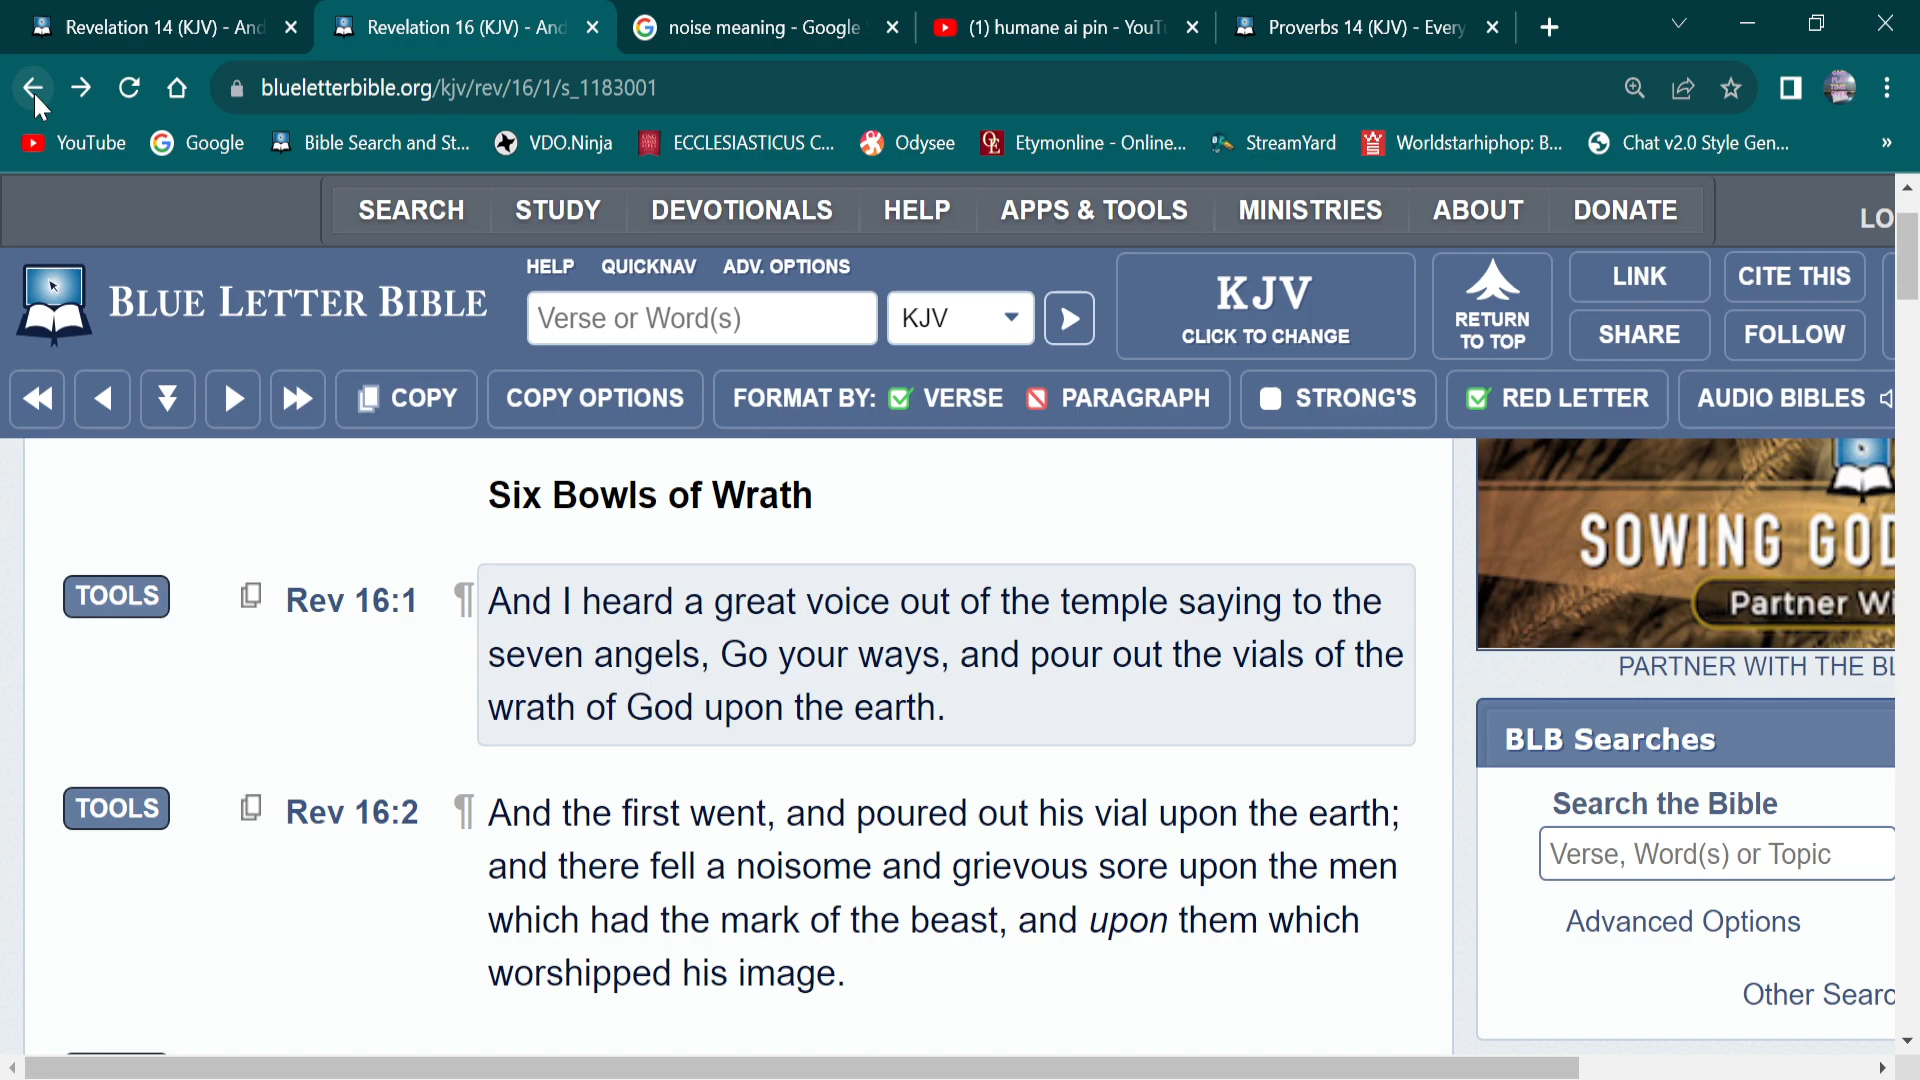 Revelation 14 (KJV) - And
Revelation 16 (KJV) - And
noise meaning - Google
(1) humane ai pin - YouT
Proverbs 14 (KJV) - Every
blueletterbible.org/kjv/rev/16/1/s_1183001
YouTube
Google
Bible Search and St...
VDO.Ninja
ECCLESIASTICUS C...
Odysee
Etymonline - Online...
StreamYard
Worldstarhiphop: B...
Chat v2.0 Style Gen...
»
SEARCH
STUDY
DEVOTIONALS
HELP
APPS & TOOLS
MINISTRIES
ABOUT
DONATE
LO
BLUE LETTER BIBLE
HELP
QUICKNAV
ADV. OPTIONS
Verse or Word(s)
KJV
KJV
CLICK TO CHANGE
RETURN
TO TOP
LINK
CITE THIS
SHARE
FOLLOW
COPY
COPY OPTIONS
FORMAT BY: VERSE PARAGRAPH
STRONG'S
RED LETTER
AUDIO BIBLES
Six Bowls of Wrath
TOOLS
Rev 16:1
¶ And I heard a great voice out of the temple saying to the
seven angels, Go your ways, and pour out the vials of the
wrath of God upon the earth.
TOOLS
Rev 16:2
¶ And the first went, and poured out his vial upon the earth;
and there fell a noisome and grievous sore upon the men
which had the mark of the beast, and upon them which
worshipped his image.
SOWING GOD
Partner Wi
PARTNER WITH THE BL
BLB Searches
Search the Bible
Verse, Word(s) or Topic
Advanced Options
Other Searc